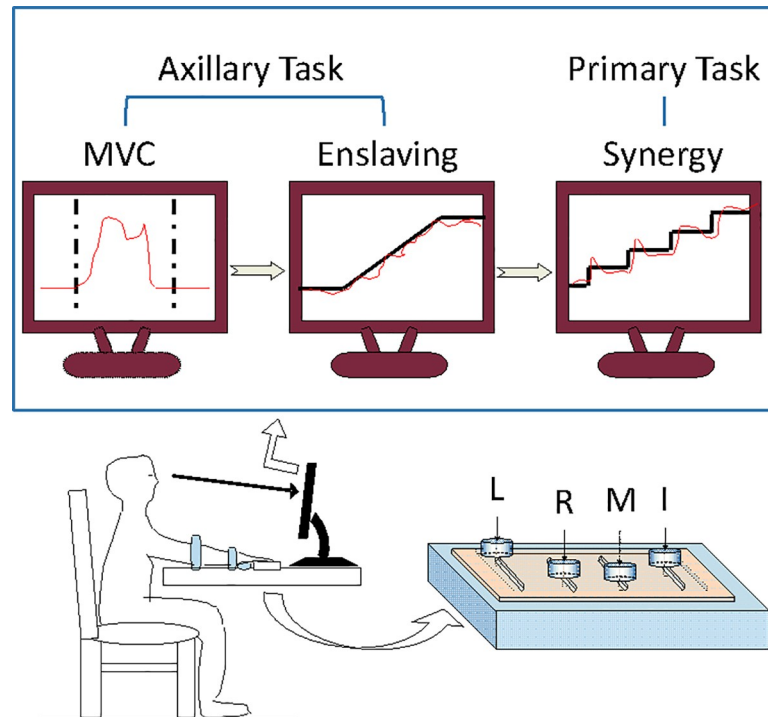 Axillary Task
Primary Task
MVC
Enslaving
Synergy
L
R
M
I